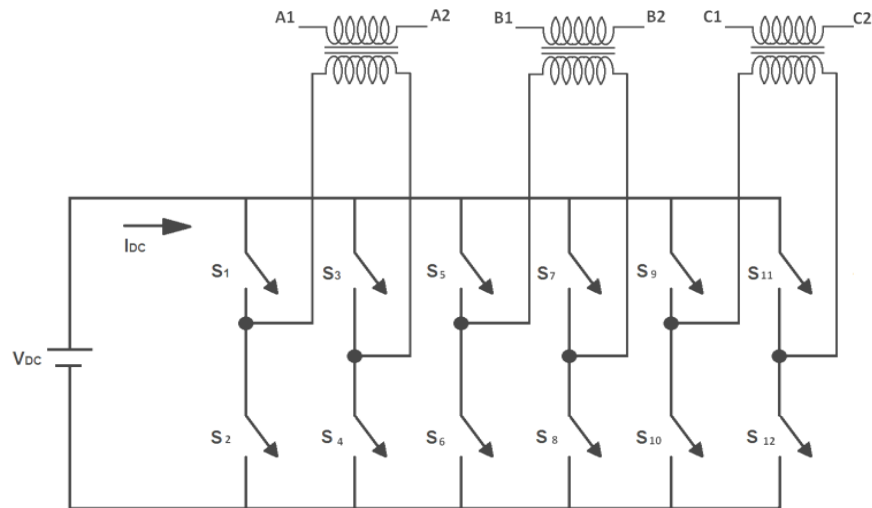 A1 A2 B1 B2 C1 C2
IDC
S1 S3 S5 S7 S9 S11
VDC
S2 S4 S6 S8 S10 S12